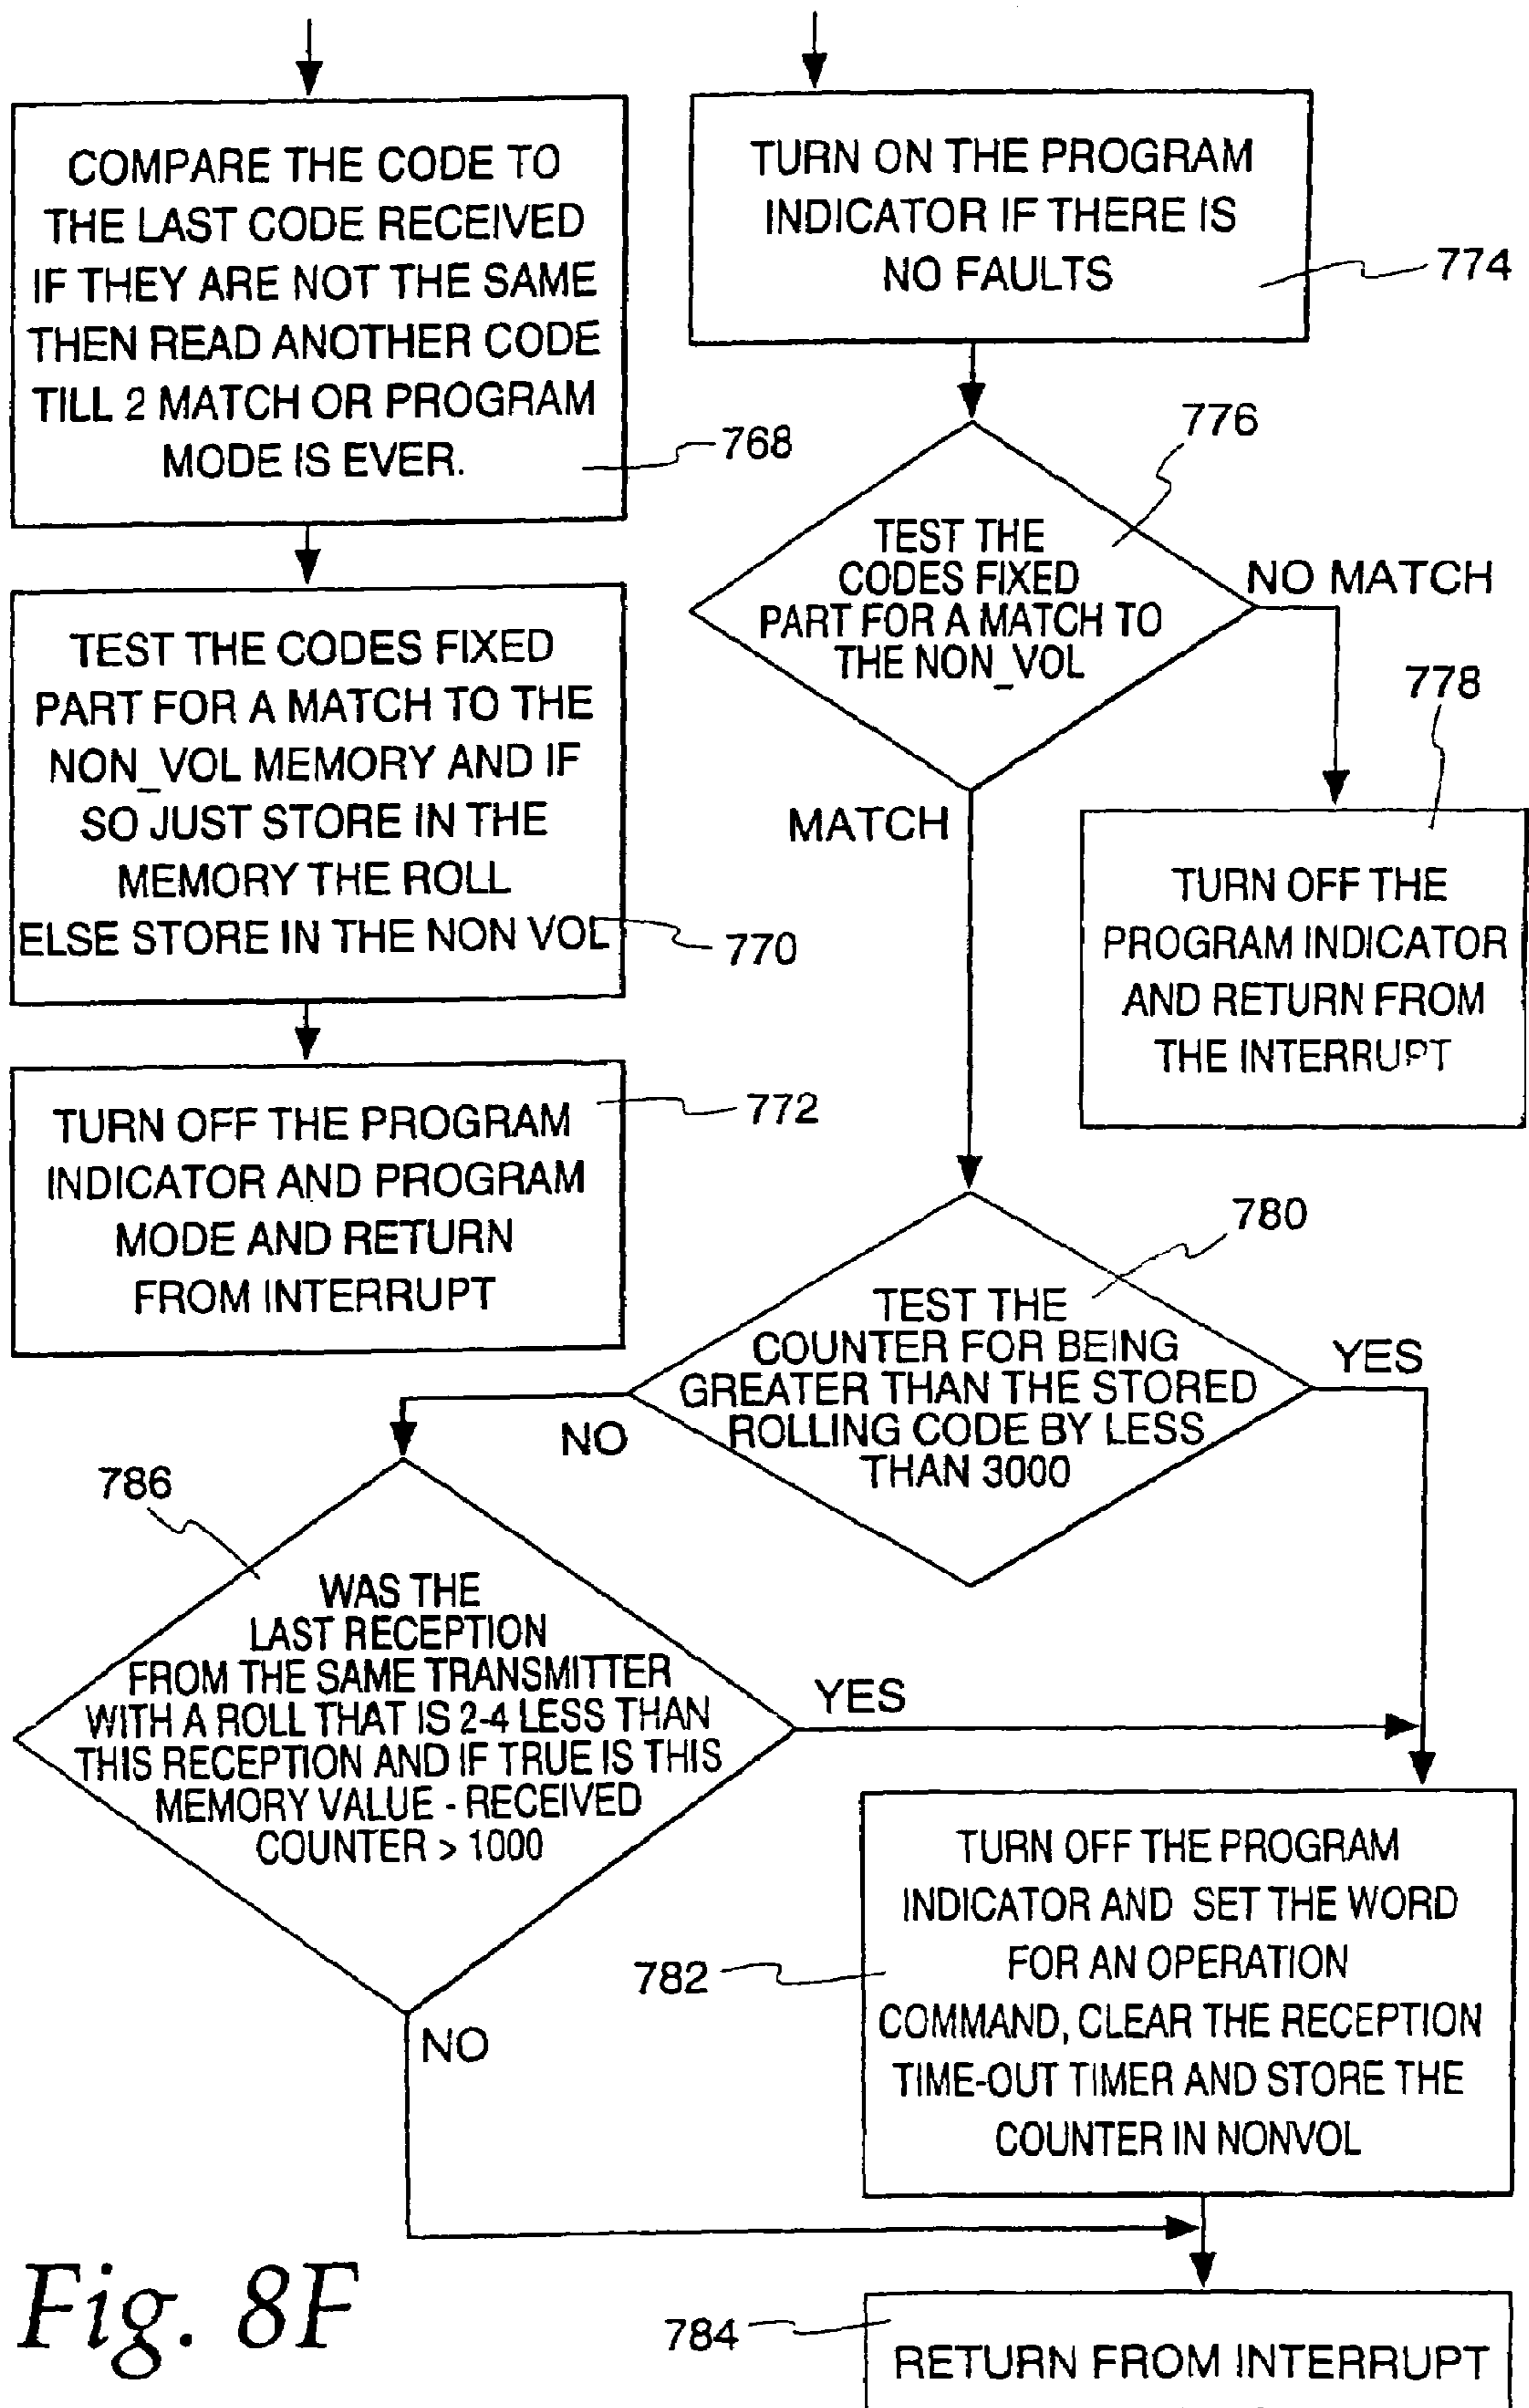 COMPARE THE CODE TO
THE LAST CODE RECEIVED
IF THEY ARE NOT THE SAME
THEN READ ANOTHER CODE
TILL 2 MATCH OR PROGRAM
MODE IS EVER.
768
TEST THE CODES FIXED
PART FOR A MATCH TO THE
NON_VOL MEMORY AND IF
SO JUST STORE IN THE
MEMORY THE ROLL
ELSE STORE IN THE NON VOL
770
TURN OFF THE PROGRAM
INDICATOR AND PROGRAM
MODE AND RETURN
FROM INTERRUPT
772
TURN ON THE PROGRAM
INDICATOR IF THERE IS
NO FAULTS
774
776
TEST THE
CODES FIXED
PART FOR A MATCH TO
THE NON_VOL
NO MATCH
MATCH
778
TURN OFF THE
PROGRAM INDICATOR
AND RETURN FROM
THE INTERRUPT
780
TEST THE
COUNTER FOR BEING
GREATER THAN THE STORED
ROLLING CODE BY LESS
THAN 3000
YES
NO
786
WAS THE
LAST RECEPTION
FROM THE SAME TRANSMITTER
WITH A ROLL THAT IS 2-4 LESS THAN
THIS RECEPTION AND IF TRUE IS THIS
MEMORY VALUE - RECEIVED
COUNTER > 1000
YES
NO
782
TURN OFF THE PROGRAM
INDICATOR AND SET THE WORD
FOR AN OPERATION
COMMAND, CLEAR THE RECEPTION
TIME-OUT TIMER AND STORE THE
COUNTER IN NONVOL
784
RETURN FROM INTERRUPT
Fig. 8F